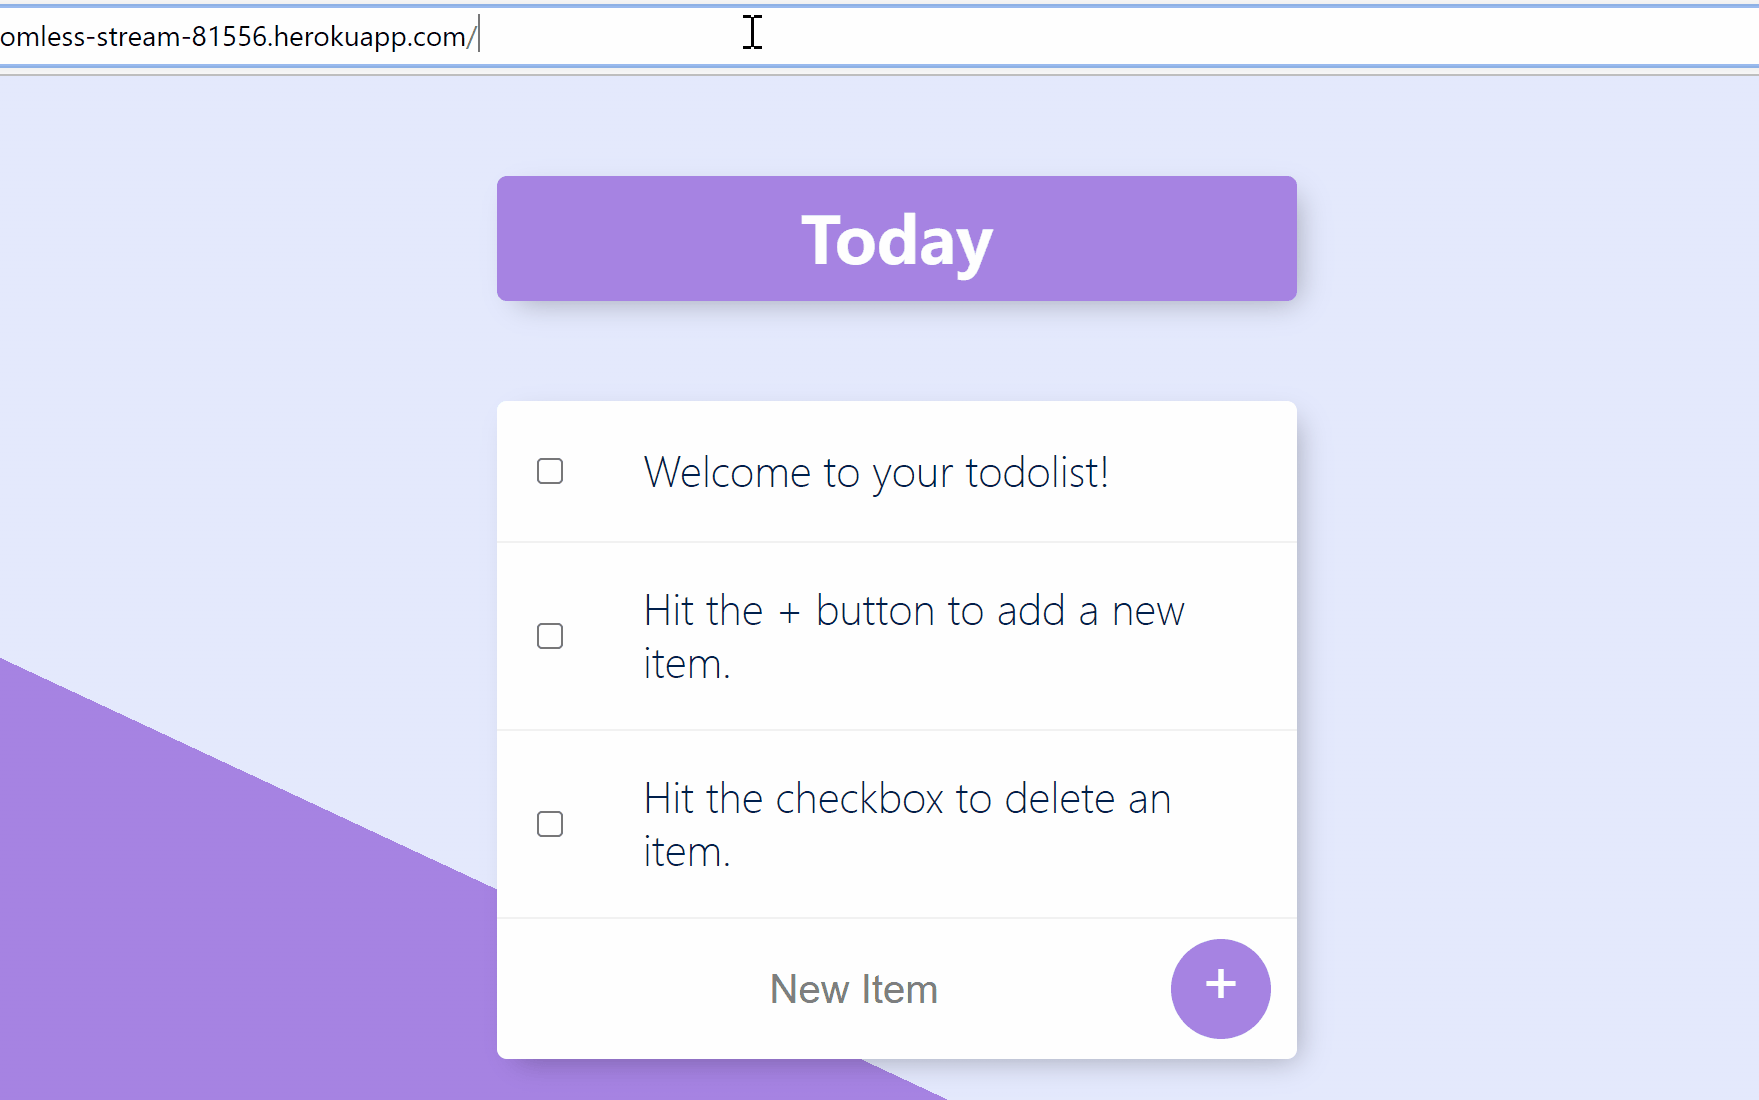 omless-stream-81556.herokuapp.com/
Today
Welcome to your todolist!
Hit the + button to add a new
item.
Hit the checkbox to delete an
item.
New Item
+